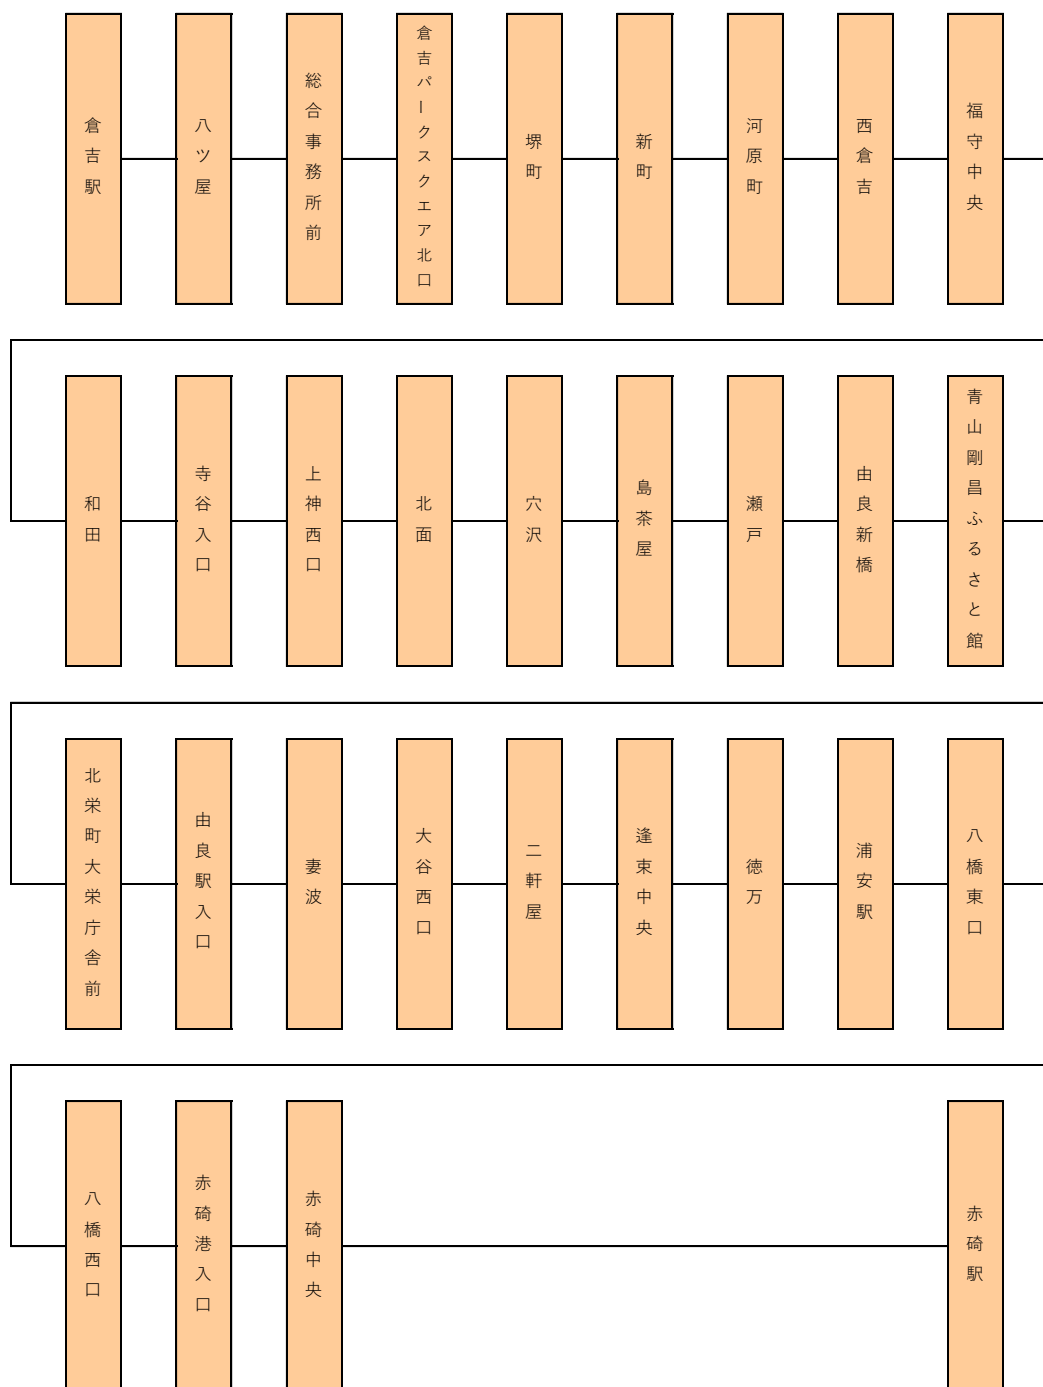 倉吉駅
八ツ屋
総合事務所前
倉吉パークスクエア北口
堺町
新町
河原町
西倉吉
福守中央
和田
寺谷入口
上神西口
北面
穴沢
島茶屋
瀬戸
由良新橋
青山剛昌ふるさと館
北栄町大栄庁舎前
由良駅入口
妻波
大谷西口
二軒屋
逢束中央
徳万
浦安駅
八橋東口
八橋西口
赤碕港入口
赤碕中央
赤碕駅